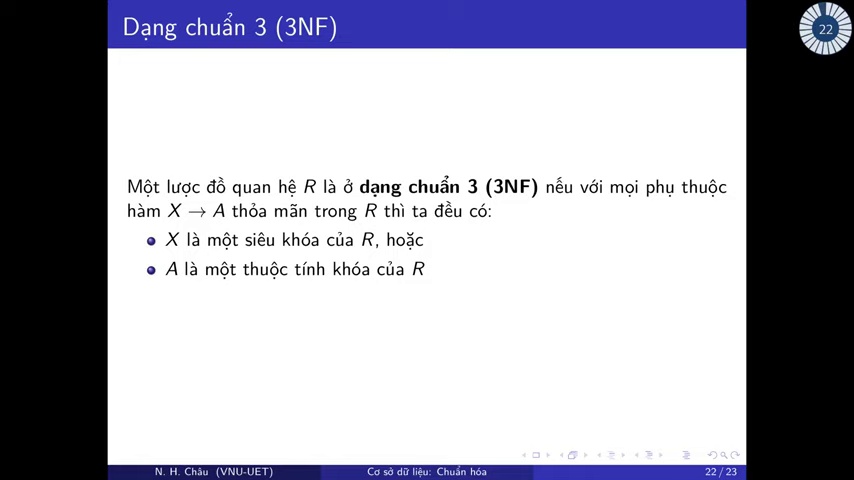 Dạng chuẩn 3 (3NF)
22
Một lược đồ quan hệ R là ở dạng chuẩn 3 (3NF) nếu với mọi phụ thuộc
hàm X → A thỏa mãn trong R thì ta đều có:
X là một siêu khóa của R, hoặc
A là một thuộc tính khóa của R
N. H. Châu (VNU-UET)
Cơ sở dữ liệu: Chuẩn hóa
22 / 23